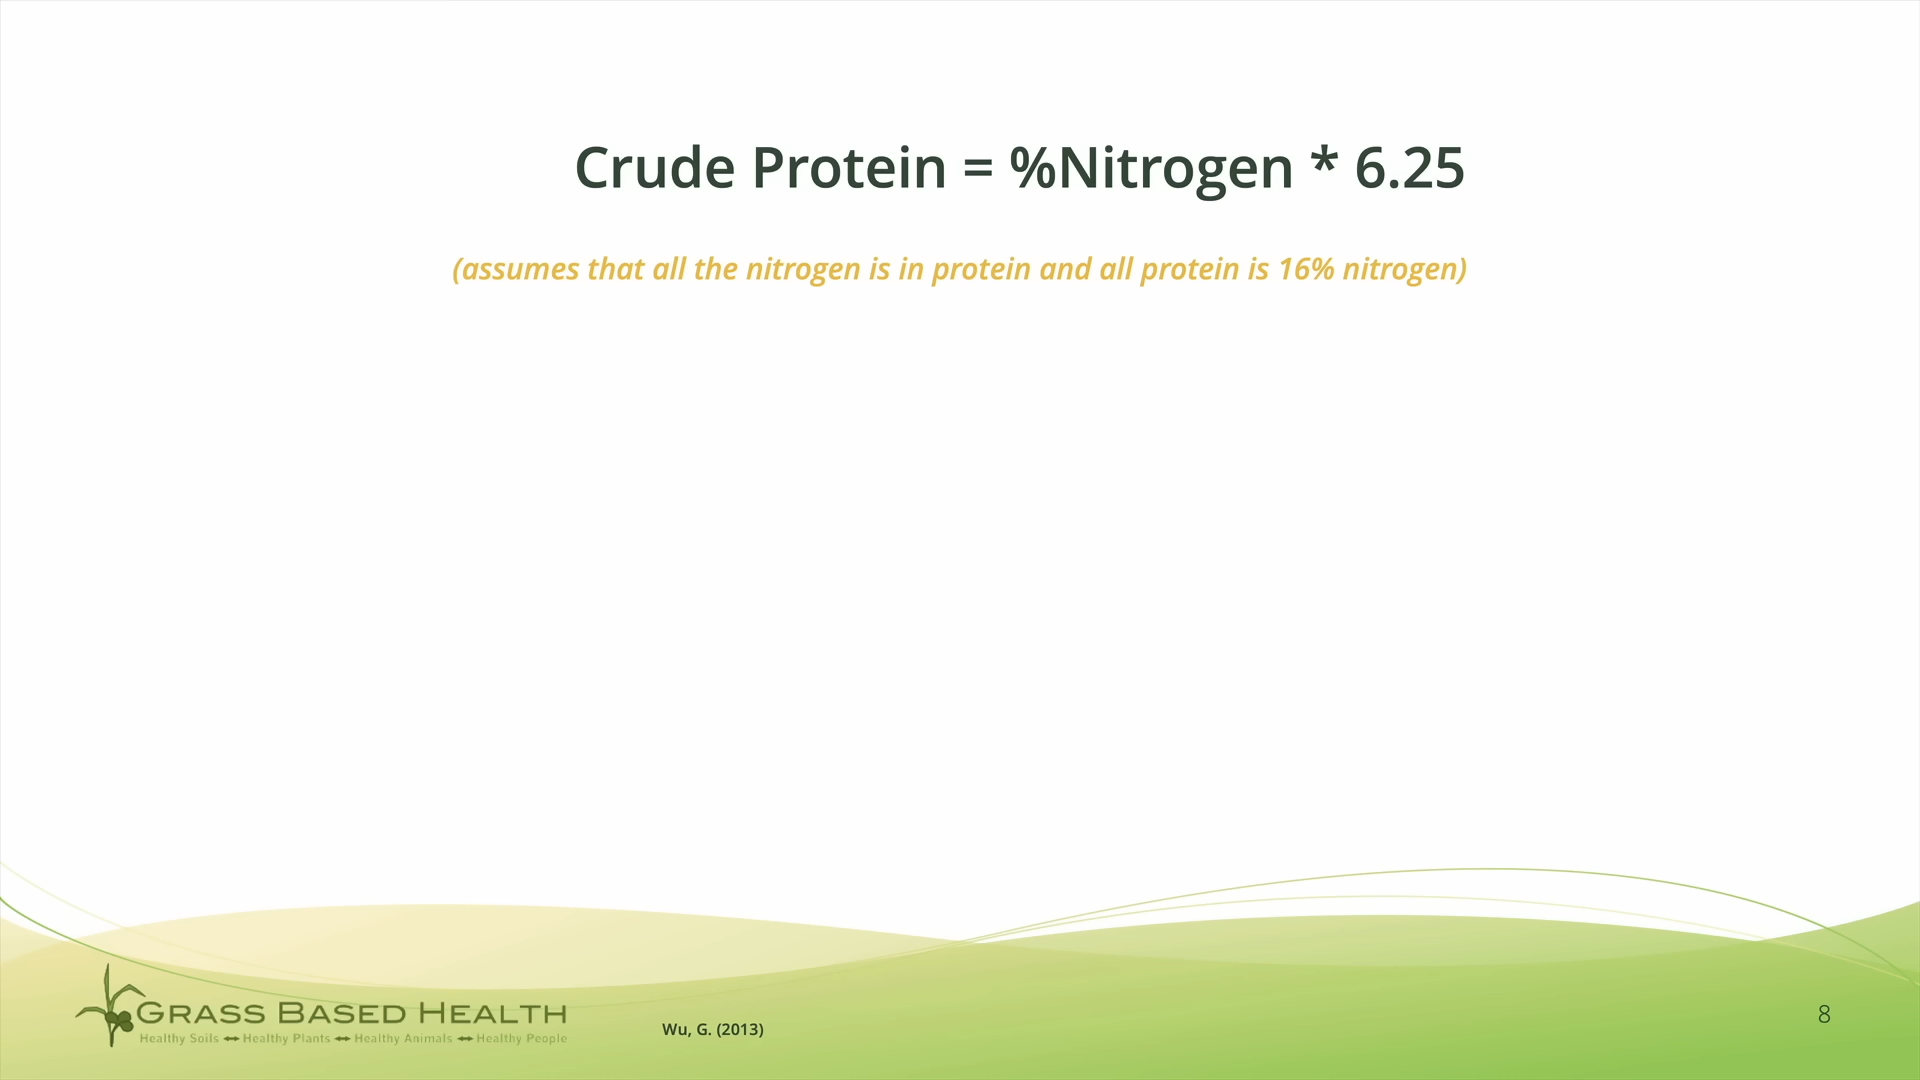 Crude Protein = %Nitrogen * 6.25
(assumes that all the nitrogen is in protein and all protein is 16% nitrogen)
GRASS BASED HEALTH
Healthy Soils ⬌ Healthy Plants ⬌ Healthy Animals ⬌ Healthy People
Wu, G. (2013)
8